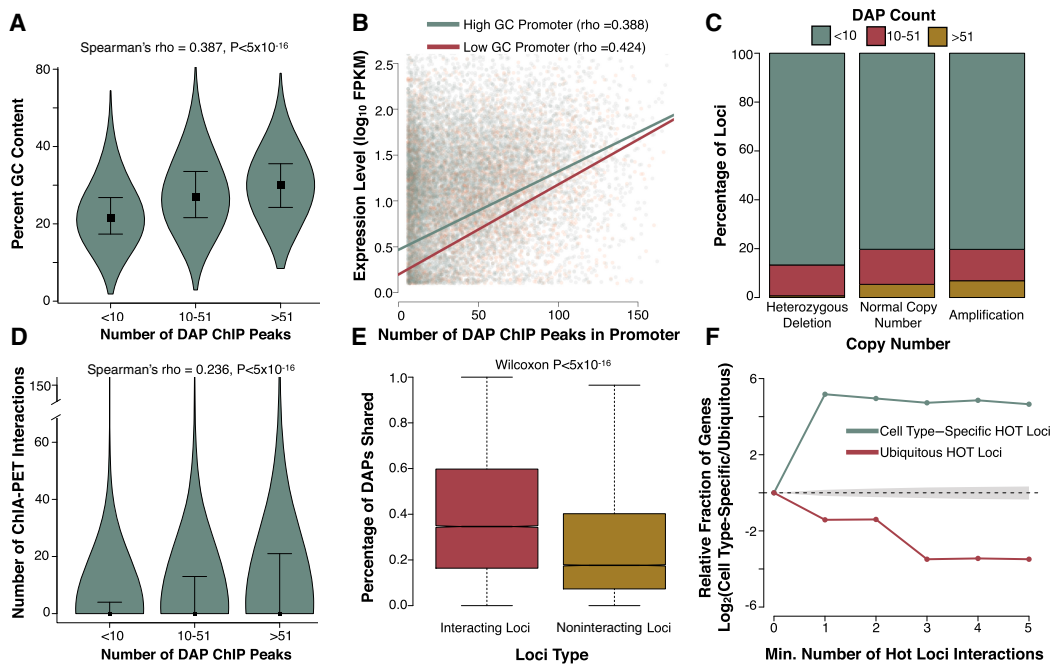 A
Spearman's rho = 0.387, P<5x10-16
Percent GC Content
80
40
20
0
<10
10-51
>51
Number of DAP ChIP Peaks
B
High GC Promoter (rho =0.388)
Low GC Promoter (rho =0.424)
Expression Level (log10 FPKM)
2.5
2.0
1.5
1.0
0.5
0.0
0
50
100
150
Number of DAP ChIP Peaks in Promoter
C
DAP Count
<10
10-51
>51
Percentage of Loci
100
80
60
40
20
0
Heterozygous
Deletion
Normal Copy
Number
Amplification
Copy Number
D
Spearman's rho = 0.236, P<5x10-16
Number of ChIA-PET Interactions
150
60
40
20
0
<10
10-51
>51
Number of DAP ChIP Peaks
E
Wilcoxon P<5x10-16
Percentage of DAPs Shared
1.0
0.8
0.6
0.4
0.2
0.0
Interacting Loci
Noninteracting Loci
Loci Type
F
Relative Fraction of Genes
Log2(Cell Type-Specific/Ubiquitous)
6
2
-2
-6
Cell Type–Specific HOT Loci
Ubiquitous HOT Loci
0
1
2
3
4
5
Min. Number of Hot Loci Interactions